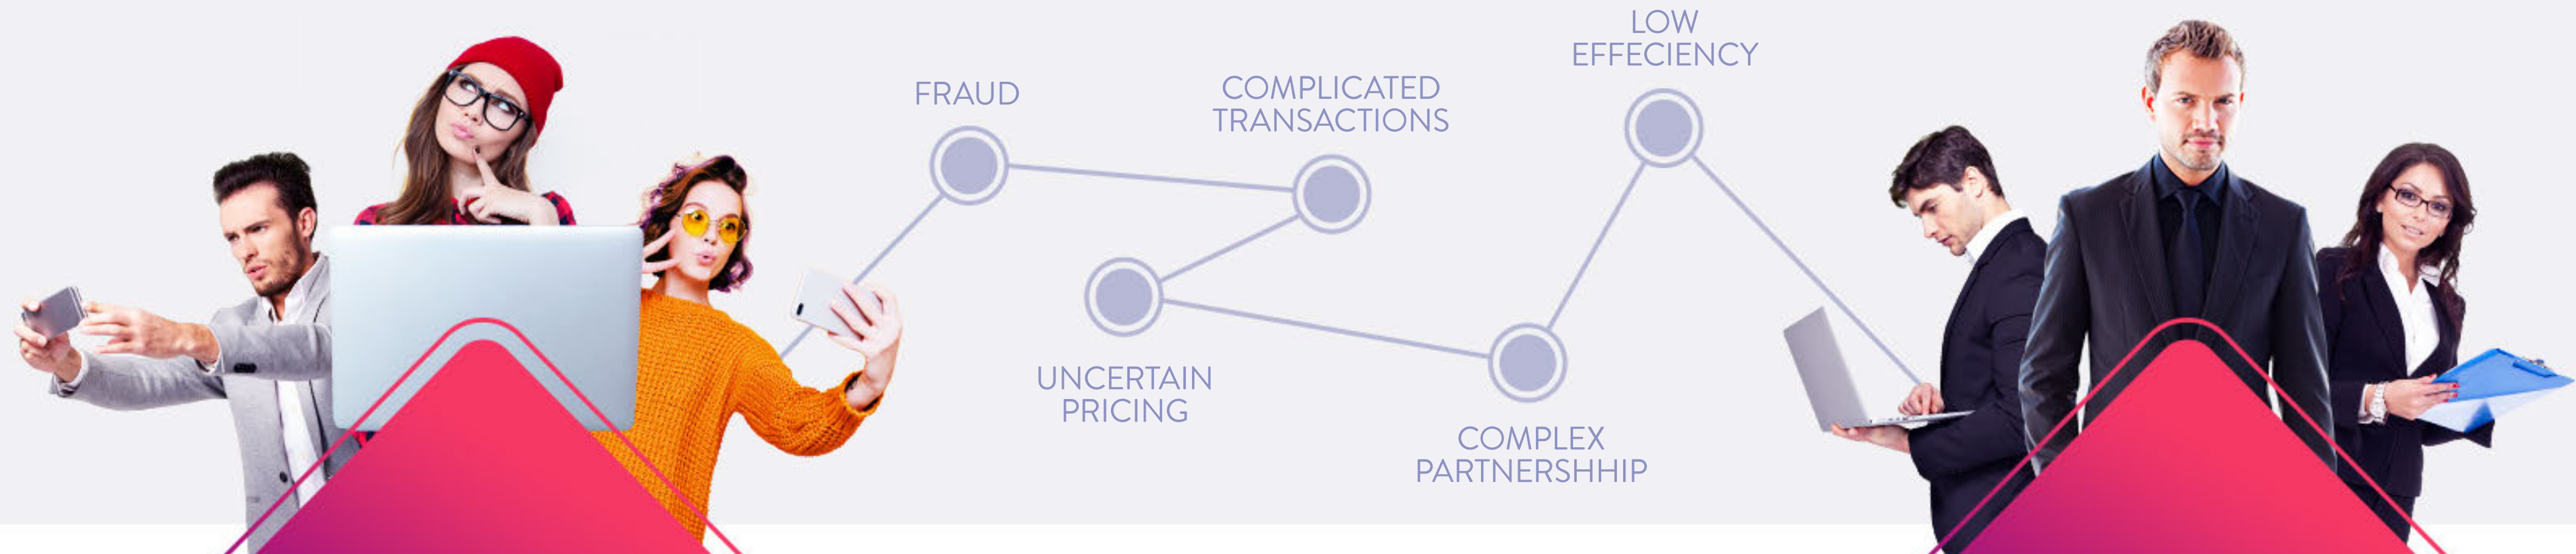 FRAUD
COMPLICATED
TRANSACTIONS
LOW
EFFECIENCY
UNCERTAIN
PRICING
COMPLEX
PARTNERSHHIP